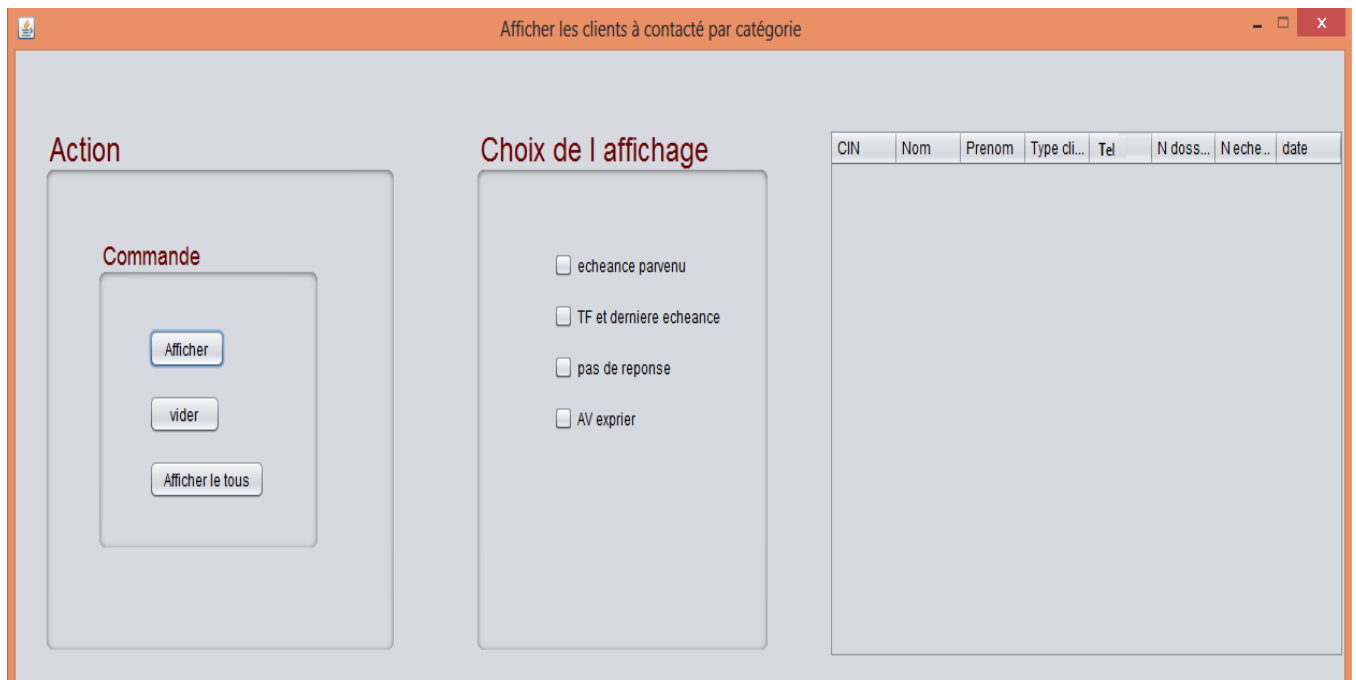 Afficher les clients à contacté par catégorie
Action
Commande
Afficher
vider
Afficher le tous
Choix de l affichage
echeance parvenu
TF et derniere echeance
pas de reponse
AV exprier
CIN Nom Prenom Type cli... Tel N doss... N eche... date